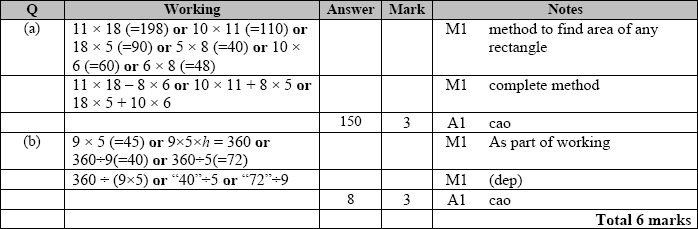 Q Working Answer Mark Notes
(a) 11 × 18 (=198) or 10 × 11 (=110) or M1 method to find area of any
18 × 5 (=90) or 5 × 8 (=40) or 10 × rectangle
6 (=60) or 6 × 8 (=48)
11 × 18 – 8 × 6 or 10 × 11 + 8 × 5 or M1 complete method
18 × 5 + 10 × 6
150 3 A1 cao
(b) 9 × 5 (=45) or 9×5×h = 360 or M1 As part of working
360÷9(=40) or 360÷5(=72)
360 ÷ (9×5) or “40”÷5 or “72”÷9 M1 (dep)
8 3 A1 cao
Total 6 marks